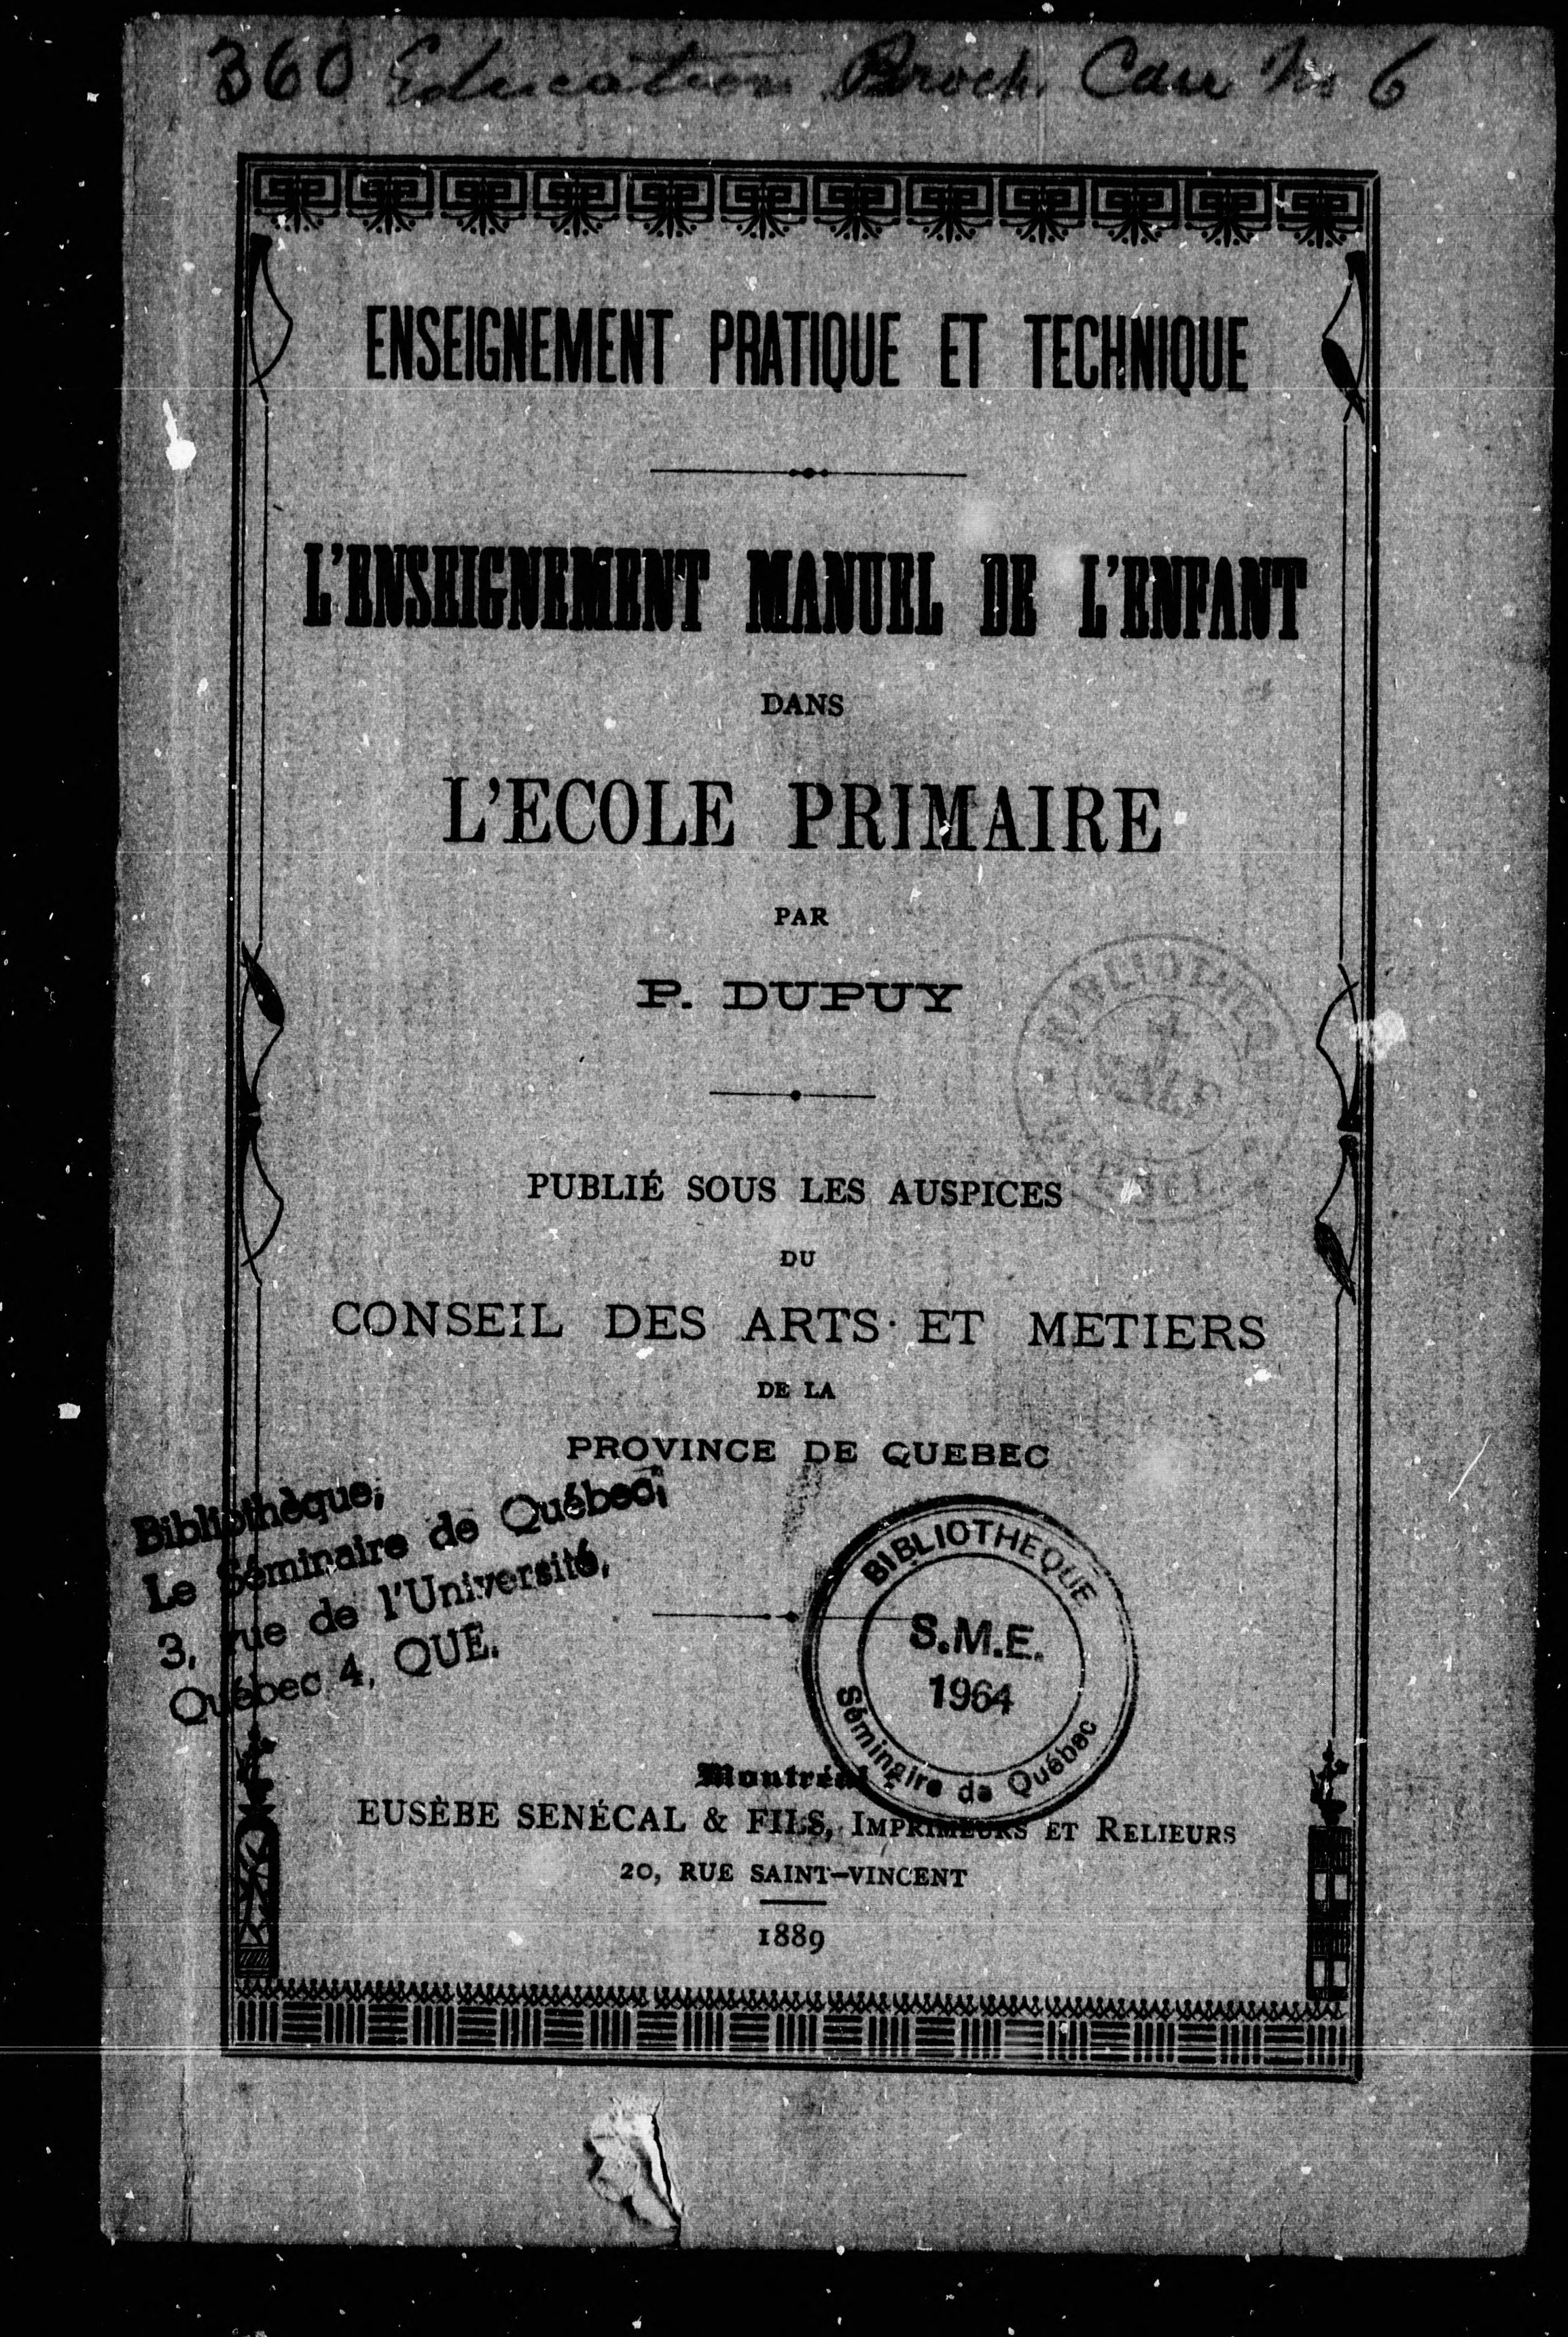 360 Education Broch. Cau No 6
ENSEIGNEMENT PRATIQUE ET TECHNIQUE
L'ENSEIGNEMENT MANUEL DE L'ENFANT
DANS
L'ECOLE PRIMAIRE
PAR
P. DUPUY
PUBLIÉ SOUS LES AUSPICES
DU
CONSEIL DES ARTS ET METIERS
DE LA
PROVINCE DE QUEBEC
Bibliothèque,
Le Séminaire de Québec,
3, rue de l'Université,
Québec 4, QUE.
BIBLIOTHEQUE
S.M.E.
1964
Séminaire de Québec
Montréal
EUSÈBE SENÉCAL & FILS, IMPRIMEURS ET RELIEURS
20, RUE SAINT-VINCENT
1889